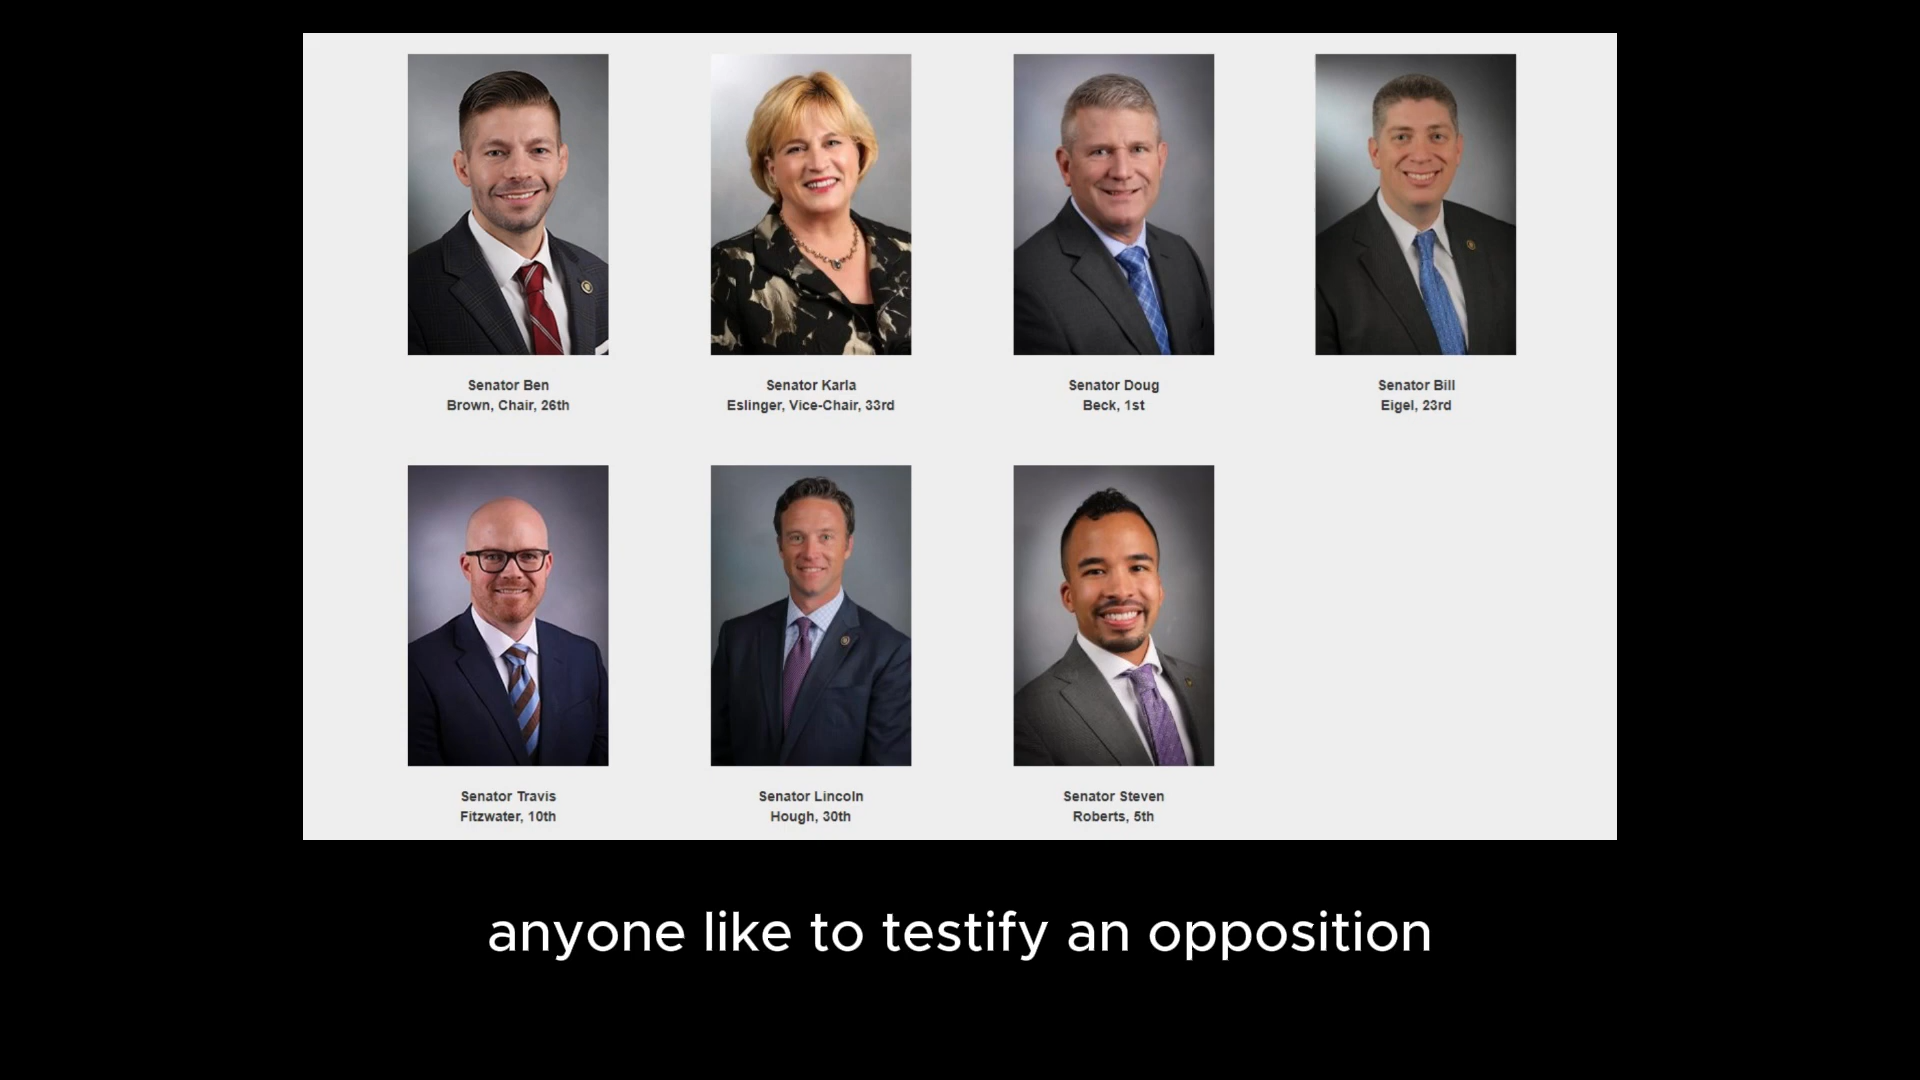 Senator Ben
Brown, Chair, 26th
Senator Karla
Eslinger, Vice-Chair, 33rd
Senator Doug
Beck, 1st
Senator Bill
Eigel, 23rd
Senator Travis
Fitzwater, 10th
Senator Lincoln
Hough, 30th
Senator Steven
Roberts, 5th
anyone like to testify an opposition